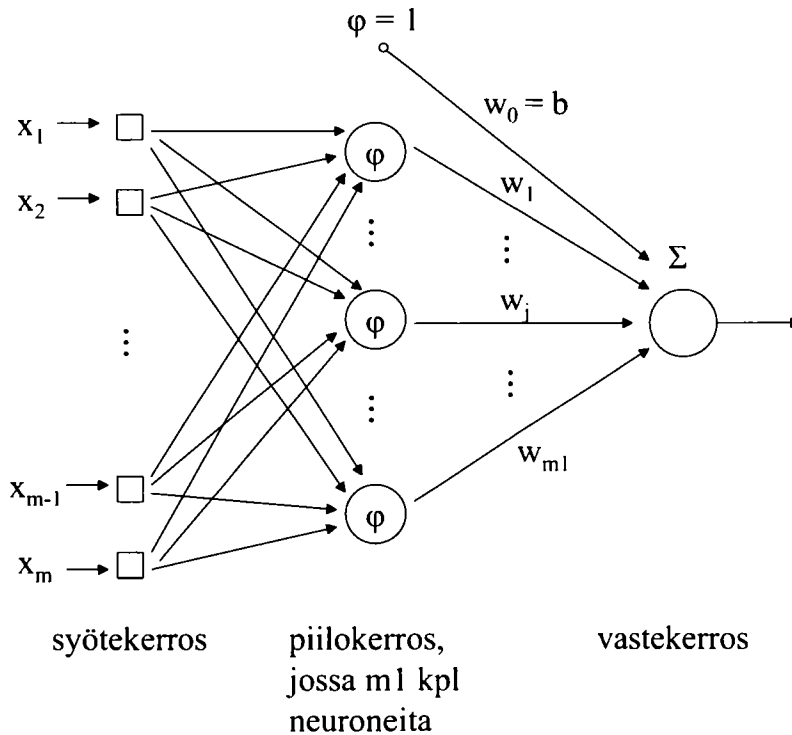 φ = 1
w₀ = b
x₁
φ
w₁
x₂
Σ
φ
wⱼ
xₘ₋₁
wₘ₁
φ
xₘ
syötekerros
piilokerros,
jossa m1 kpl
neuroneita
vastekerros